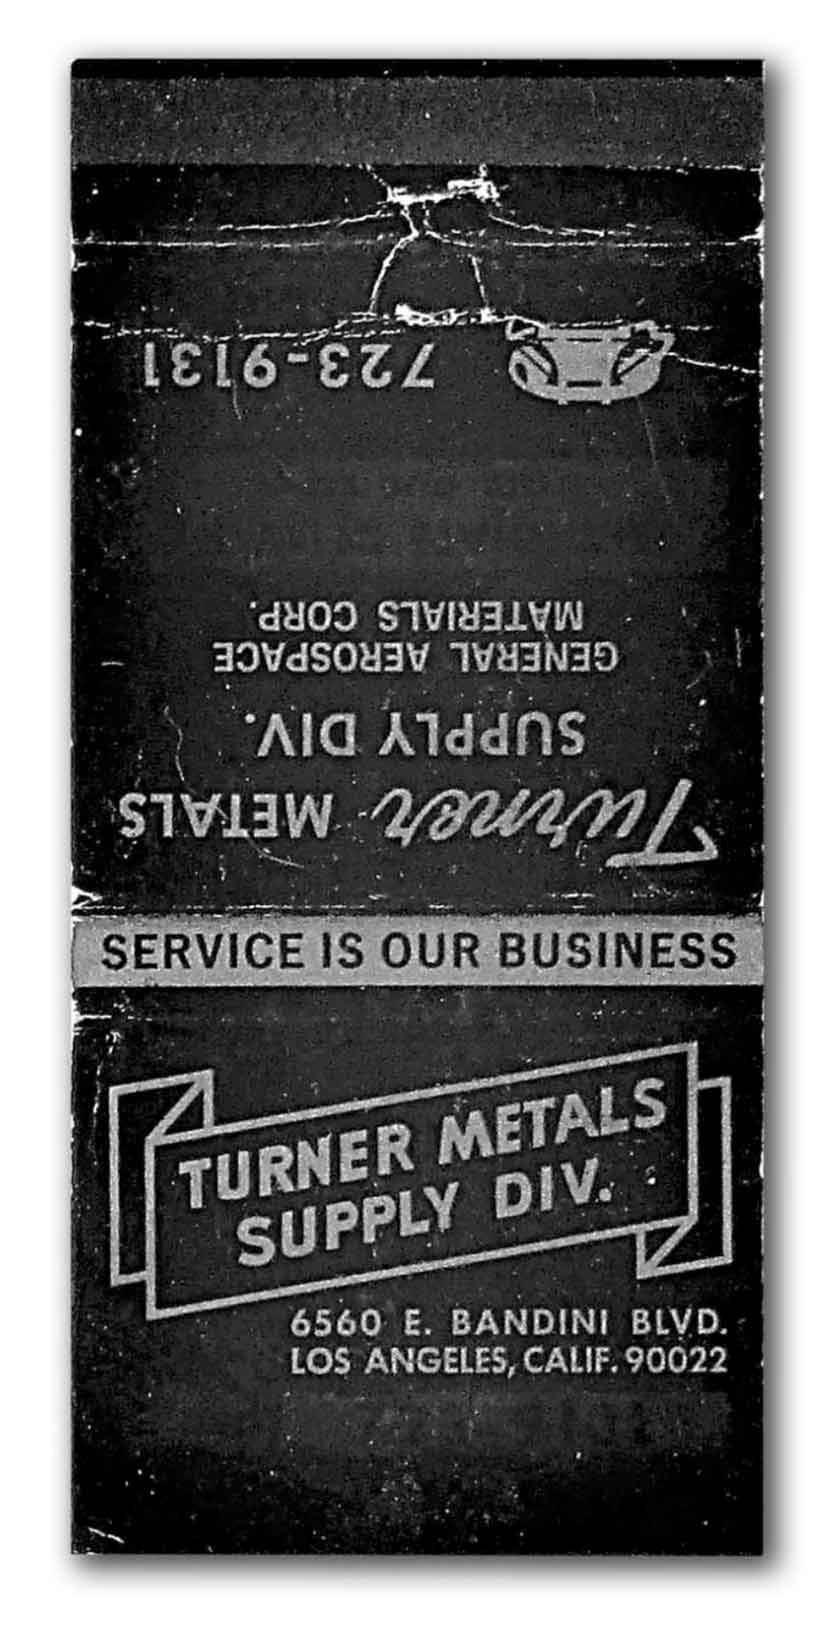 723-9131
Turner METALS
SUPPLY DIV.
GENERAL AEROSPACE
MATERIALS CORP.
SERVICE IS OUR BUSINESS
TURNER METALS
SUPPLY DIV.
6560 E. BANDINI BLVD.
LOS ANGELES, CALIF. 90022